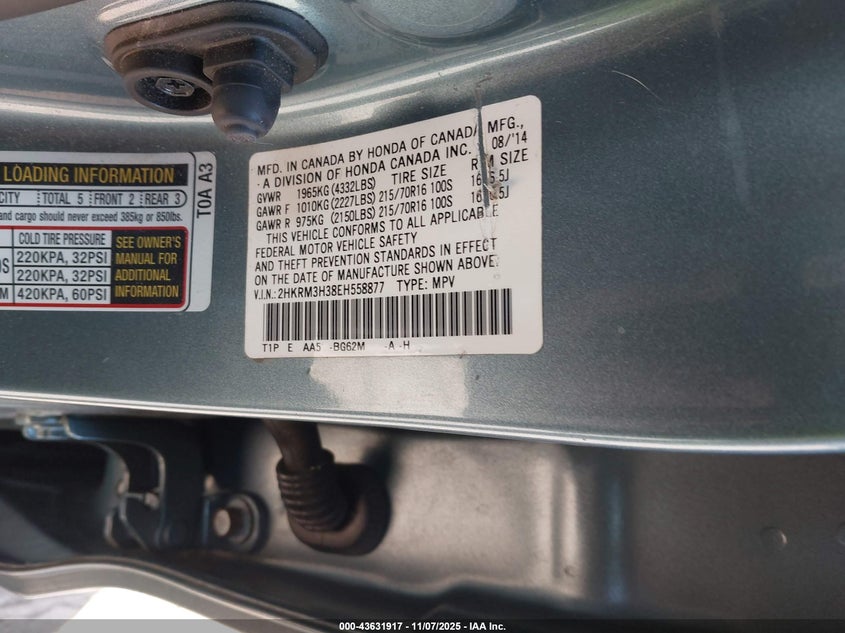 LOADING INFORMATION
CITY TOTAL 5 FRONT 2 REAR 3
and cargo should never exceed 385kg or 850lbs.
COLD TIRE PRESSURE SEE OWNER'S
220KPA, 32PSI MANUAL FOR
220KPA, 32PSI ADDITIONAL
420KPA, 60PSI INFORMATION
T0A A3
MFD. IN CANADA BY HONDA OF CANADA MFG.,
- A DIVISION OF HONDA CANADA INC. 08/'14
GVWR 1965KG (4332LBS) TIRE SIZE RIM SIZE
GAWR F 1010KG (2227LBS) 215/70R16 100S 16 6.5J
GAWR R 975KG (2150LBS) 215/70R16 100S
THIS VEHICLE CONFORMS TO ALL APPLICABLE
FEDERAL MOTOR VEHICLE SAFETY
AND THEFT PREVENTION STANDARDS IN EFFECT
ON THE DATE OF MANUFACTURE SHOWN ABOVE.
V.I.N.: 2HKRM3H38EH558877 TYPE: MPV
T1P E AA5 -BG62M -A -H
000-43631917 - 11/07/2025 - IAA Inc.